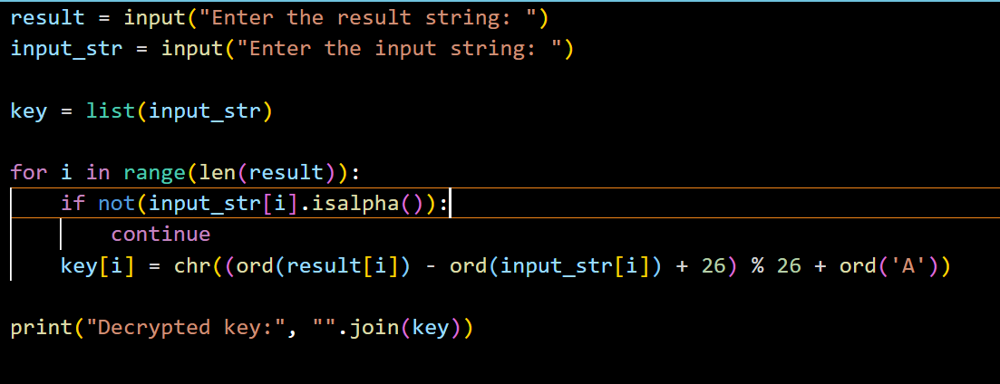 result = input("Enter the result string: ")
input_str = input("Enter the input string: ")
key = list(input_str)
for i in range(len(result)):
    if not(input_str[i].isalpha()):
        continue
    key[i] = chr((ord(result[i]) - ord(input_str[i]) + 26) % 26 + ord('A'))
print("Decrypted key:", "".join(key))